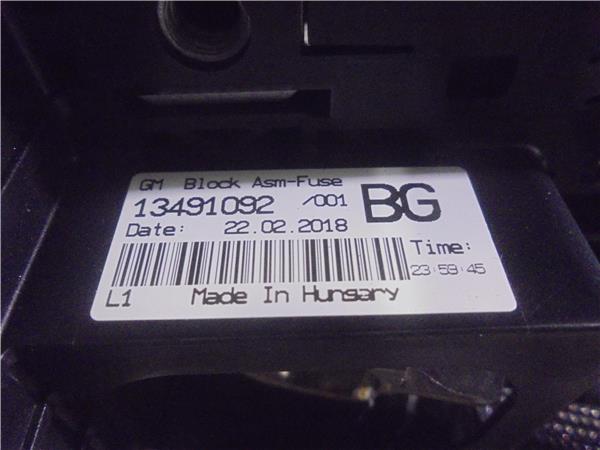 GM Block Asm-Fuse
13491092 /001 BG
Date: 22.02.2018
Time:
23:59:45
L1 Made In Hungary